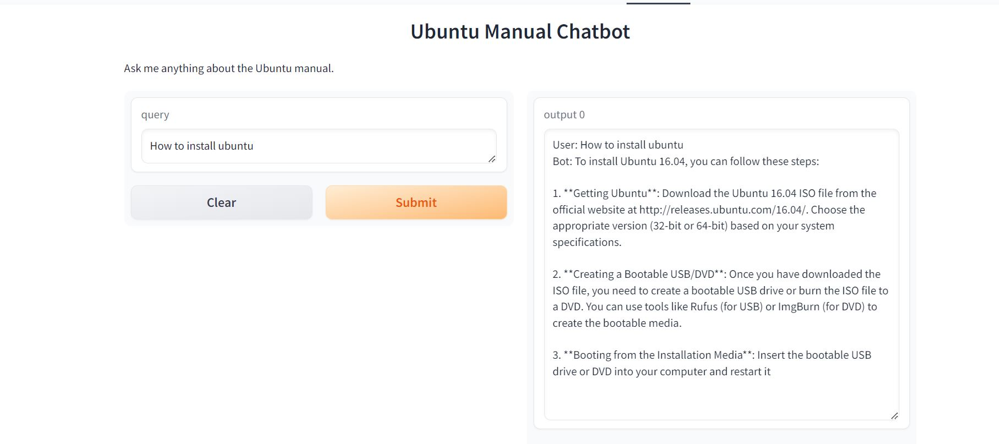 Ubuntu Manual Chatbot
Ask me anything about the Ubuntu manual.
query
How to install ubuntu
Clear
Submit
output 0
User: How to install ubuntu
Bot: To install Ubuntu 16.04, you can follow these steps:
1. **Getting Ubuntu**: Download the Ubuntu 16.04 ISO file from the
official website at http://releases.ubuntu.com/16.04/. Choose the
appropriate version (32-bit or 64-bit) based on your system
specifications.
2. **Creating a Bootable USB/DVD**: Once you have downloaded the
ISO file, you need to create a bootable USB drive or burn the ISO file to
a DVD. You can use tools like Rufus (for USB) or ImgBurn (for DVD) to
create the bootable media.
3. **Booting from the Installation Media**: Insert the bootable USB
drive or DVD into your computer and restart it